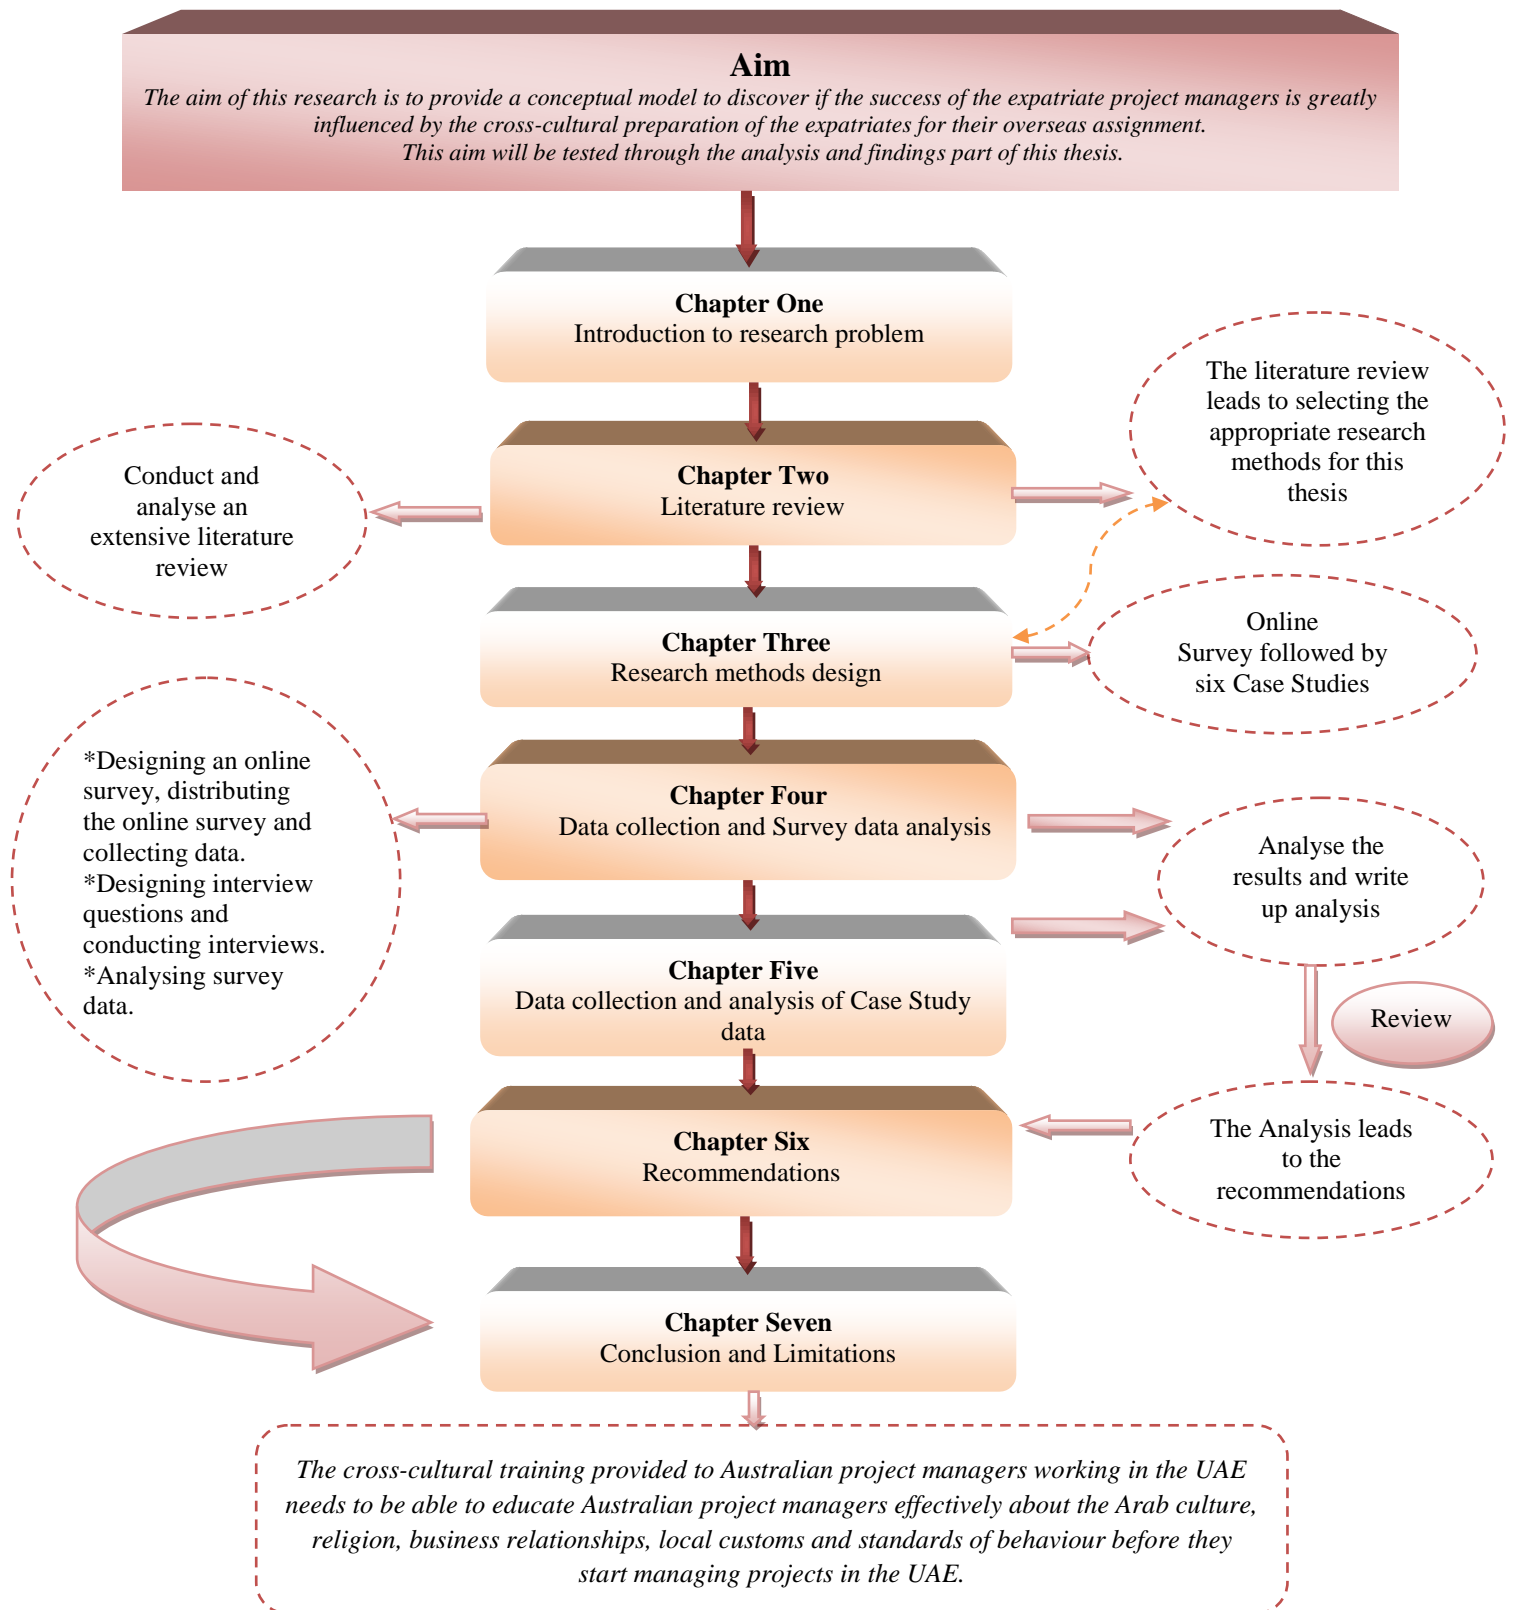 Aim
The aim of this research is to provide a conceptual model to discover if the success of the expatriate project managers is greatly
influenced by the cross-cultural preparation of the expatriates for their overseas assignment.
This aim will be tested through the analysis and findings part of this thesis.
Chapter One
Introduction to research problem
The literature review
leads to selecting the
appropriate research
methods for this
thesis
Chapter Two
Literature review
Conduct and
analyse an
extensive literature
review
Chapter Three
Research methods design
Online
Survey followed by
six Case Studies
*Designing an online
survey, distributing
the online survey and
collecting data.
*Designing interview
questions and
conducting interviews.
*Analysing survey
data.
Chapter Four
Data collection and Survey data analysis
Analyse the
results and write
up analysis
Chapter Five
Data collection and analysis of Case Study
data
Review
Chapter Six
Recommendations
The Analysis leads
to the
recommendations
Chapter Seven
Conclusion and Limitations
The cross-cultural training provided to Australian project managers working in the UAE
needs to be able to educate Australian project managers effectively about the Arab culture,
religion, business relationships, local customs and standards of behaviour before they
start managing projects in the UAE.